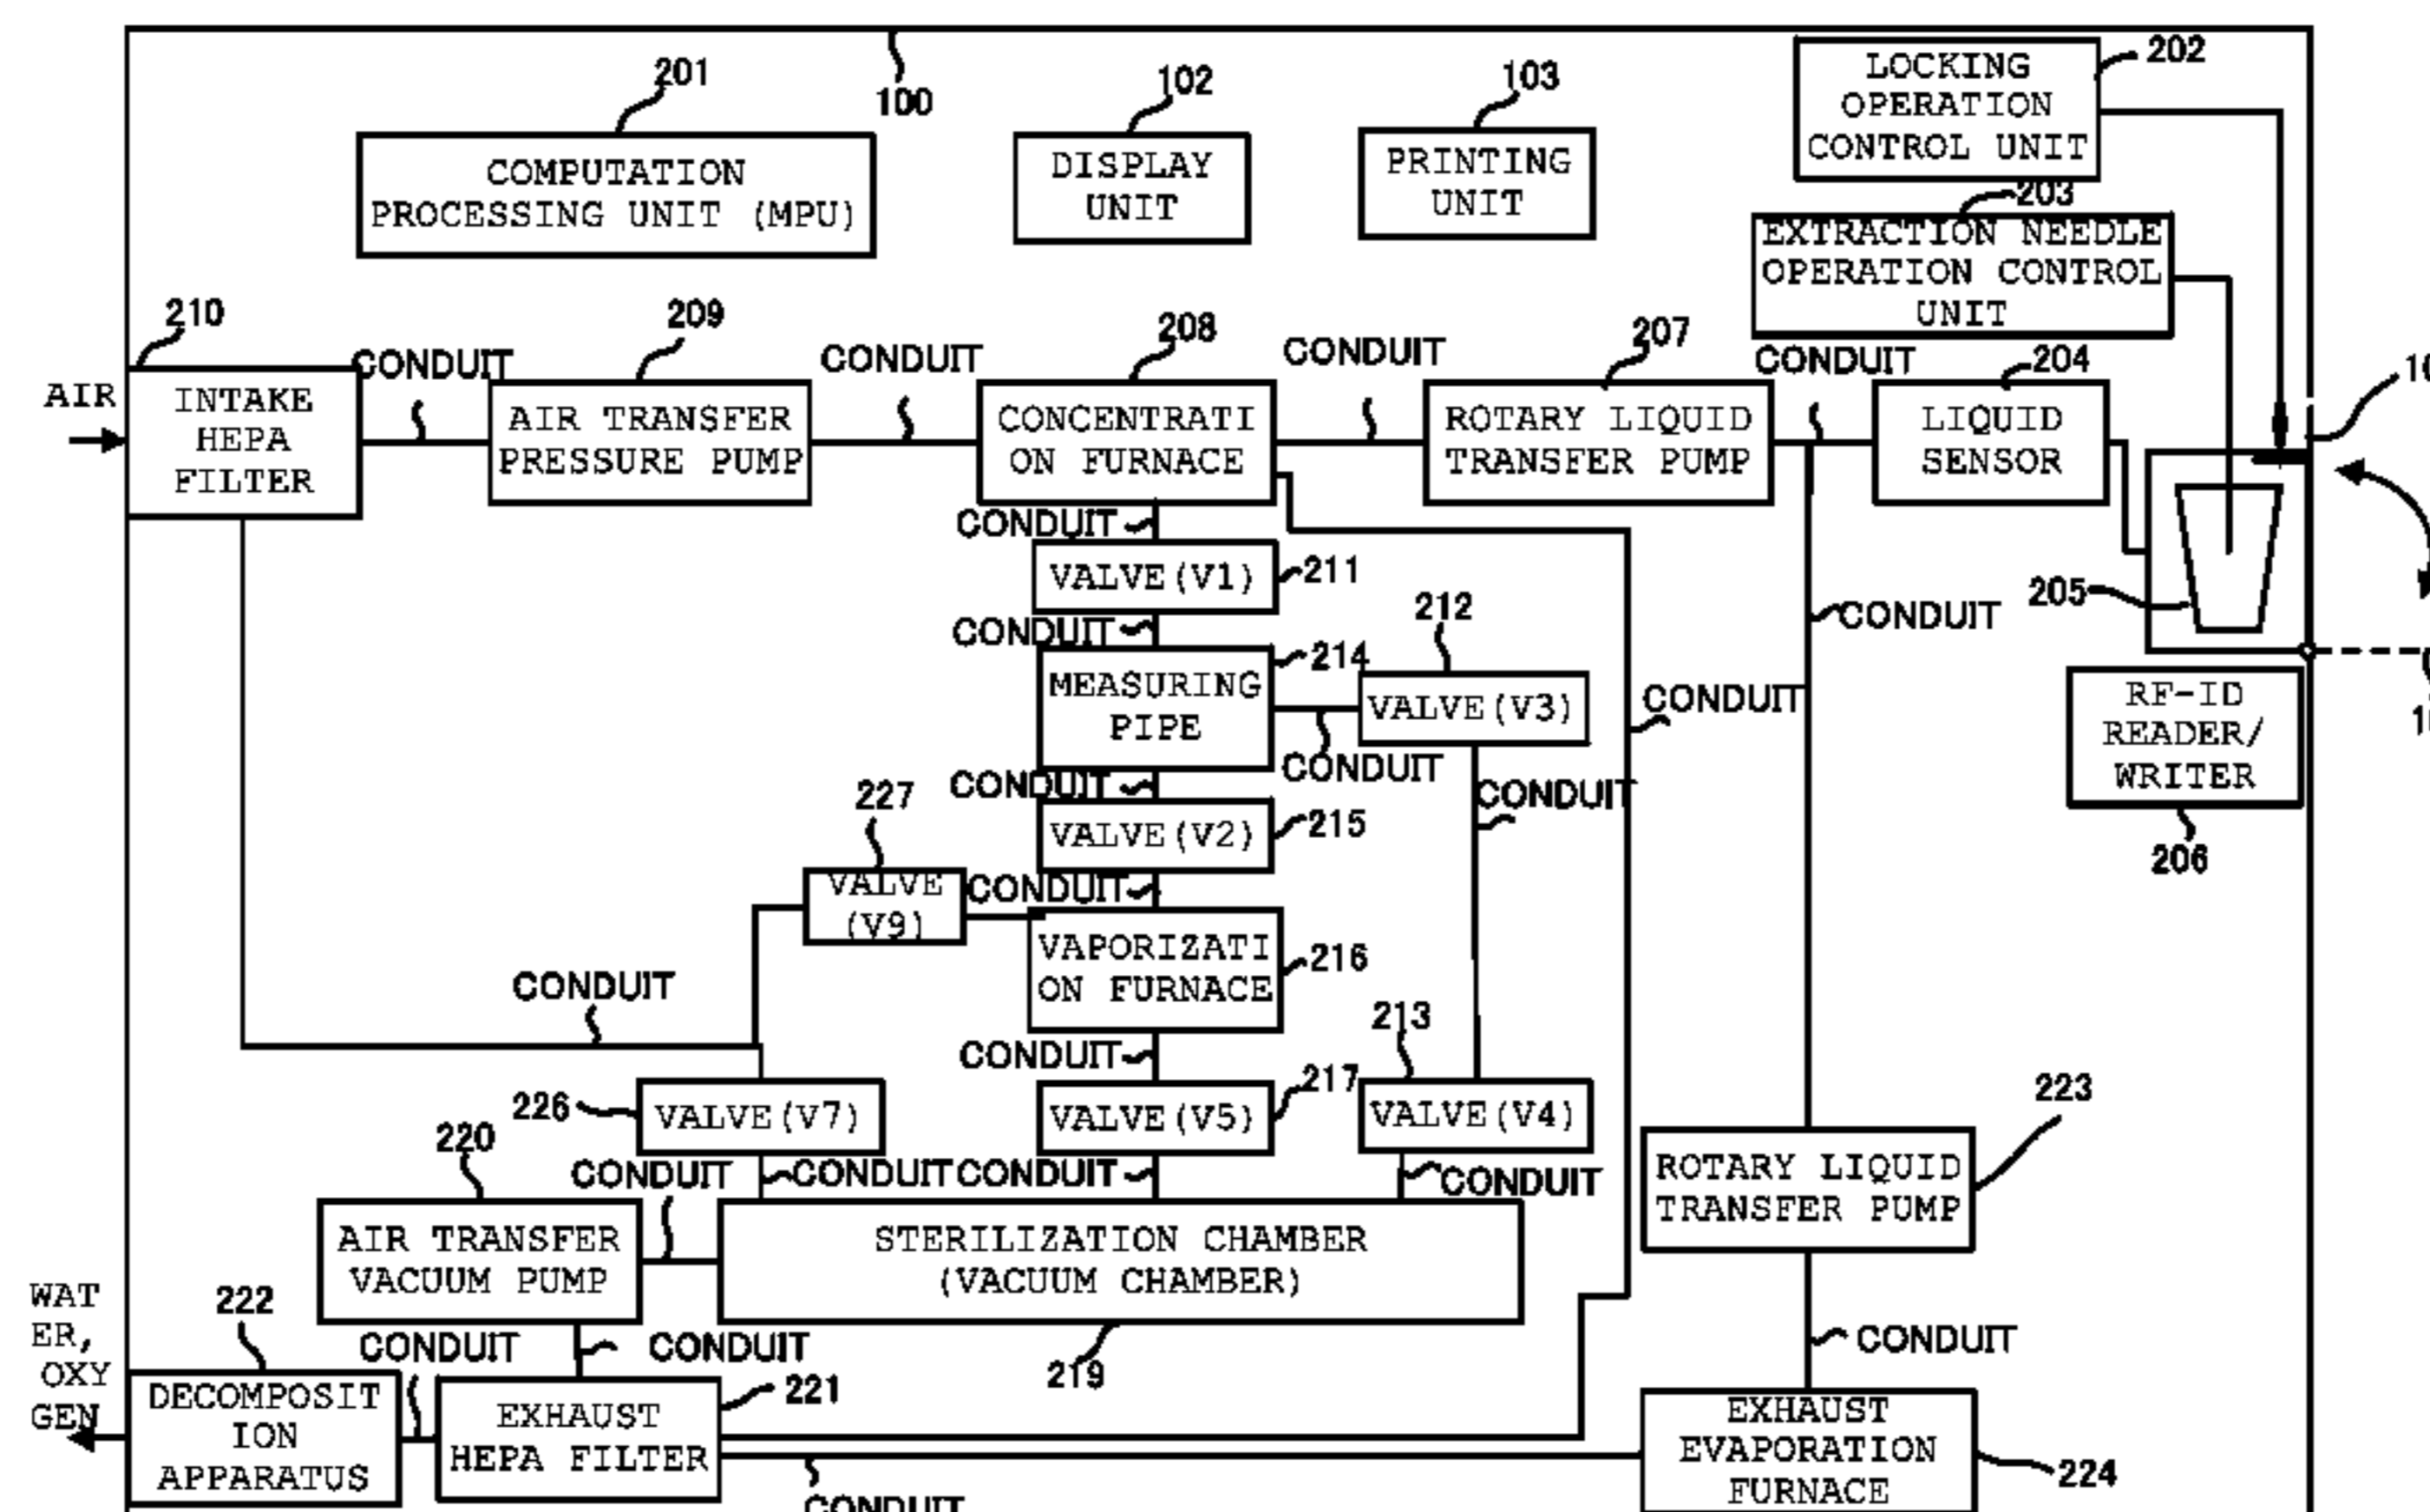 202
LOCKING
OPERATION
CONTROL UNIT
201
100
102
103
COMPUTATION
PROCESSING UNIT (MPU)
DISPLAY
UNIT
PRINTING
UNIT
203
EXTRACTION NEEDLE
OPERATION CONTROL
UNIT
210
209
208
207
CONDUIT
CONDUIT
CONDUIT
CONDUIT
204
AIR
INTAKE
HEPA
FILTER
AIR TRANSFER
PRESSURE PUMP
CONCENTRATI
ON FURNACE
ROTARY LIQUID
TRANSFER PUMP
LIQUID
SENSOR
CONDUIT
VALVE(V1)
211
205
CONDUIT
CONDUIT
212
214
MEASURING
PIPE
VALVE(V3)
CONDUIT
RF-ID
READER/
WRITER
206
CONDUIT
CONDUIT
CONDUIT
VALVE(V2)
215
227
VALVE
(V9)
CONDUIT
VAPORIZATI
ON FURNACE
216
CONDUIT
213
CONDUIT
226
VALVE(V7)
VALVE(V5)
217
VALVE(V4)
223
220
CONDUIT
CONDUIT
CONDUIT
CONDUIT
ROTARY LIQUID
TRANSFER PUMP
AIR TRANSFER
VACUUM PUMP
STERILIZATION CHAMBER
(VACUUM CHAMBER)
WAT
ER,
OXY
GEN
222
CONDUIT
CONDUIT
219
CONDUIT
DECOMPOSIT
ION
APPARATUS
221
EXHAUST
HEPA FILTER
EXHAUST
EVAPORATION
FURNACE
224
CONDUIT